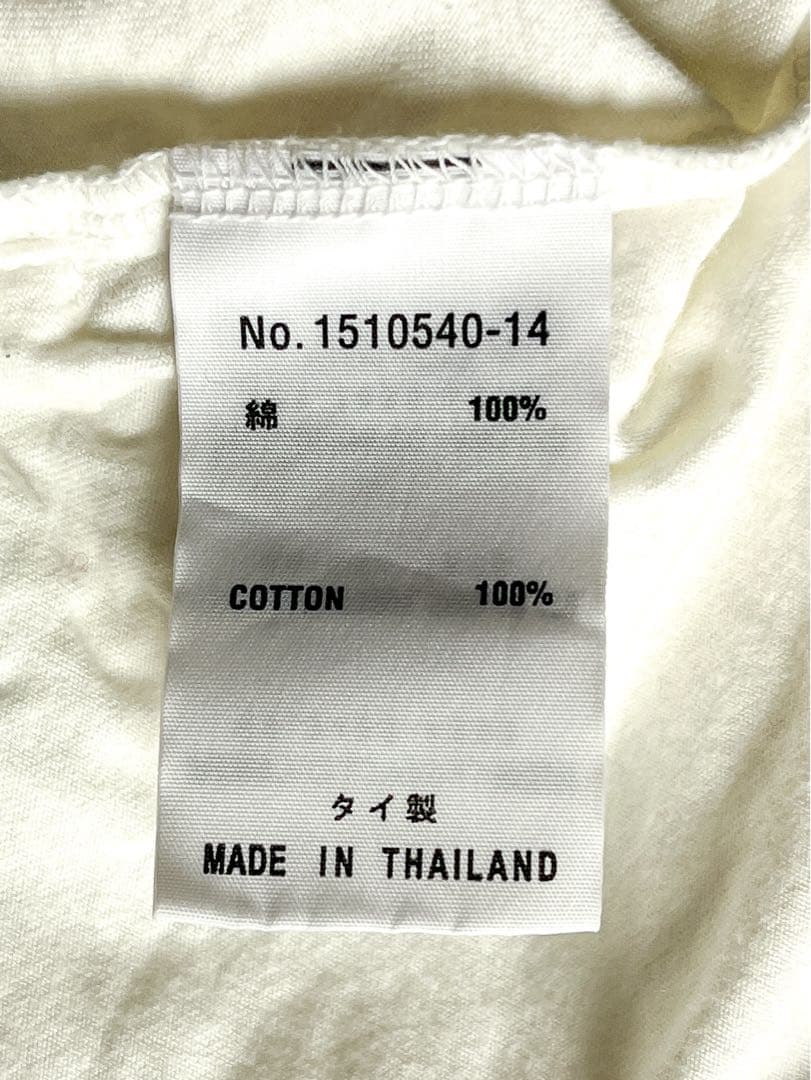 No.1510540-14
綿 100%
COTTON 100%
タイ製
MADE IN THAILAND